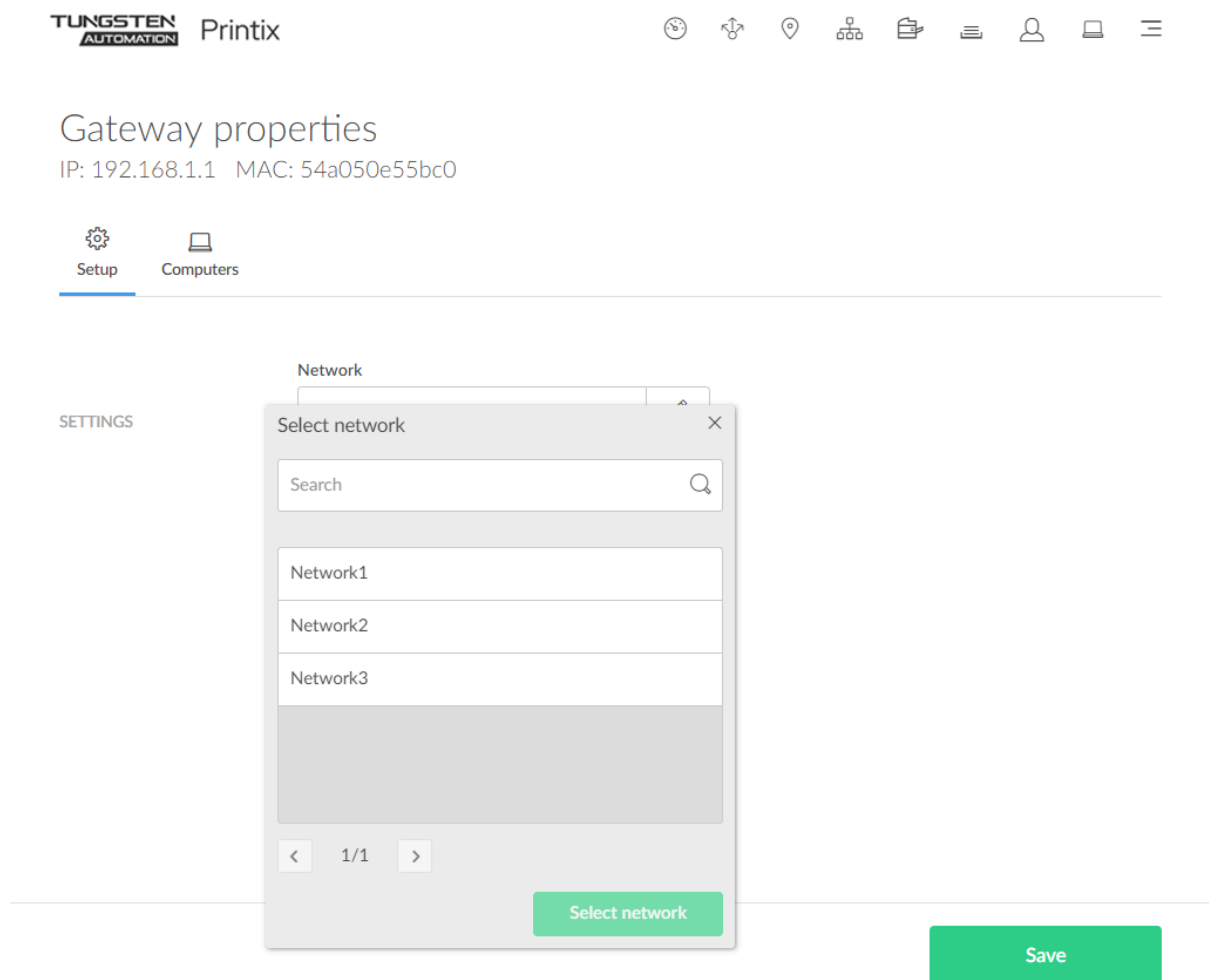 TUNGSTEN
AUTOMATION
Printix
Gateway properties
IP: 192.168.1.1 MAC: 54a050e55bc0
Setup
Computers
SETTINGS
Network
Select network
Search
Network1
Network2
Network3
1/1
Select network
Save